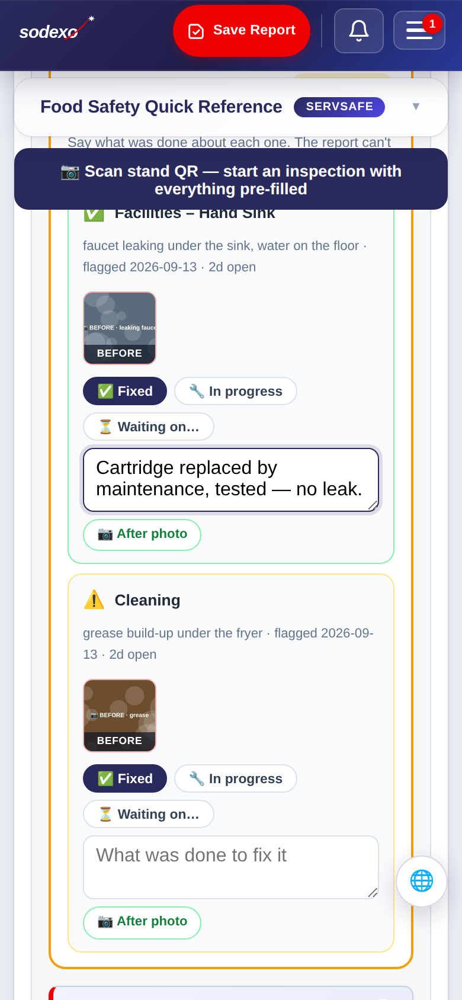 sodexo
Save Report
1
Food Safety Quick Reference SERVSAFE ▼
Say what was done about each one. The report can't
📷 Scan stand QR — start an inspection with
everything pre-filled
✅ Facilities – Hand Sink
faucet leaking under the sink, water on the floor ·
flagged 2026-09-13 · 2d open
BEFORE · leaking fauce
BEFORE
✅ Fixed
🔧 In progress
⏳ Waiting on…
Cartridge replaced by
maintenance, tested — no leak.
📷 After photo
⚠️ Cleaning
grease build-up under the fryer · flagged 2026-09-
13 · 2d open
📷 BEFORE · grease
BEFORE
✅ Fixed
🔧 In progress
⏳ Waiting on…
What was done to fix it
📷 After photo